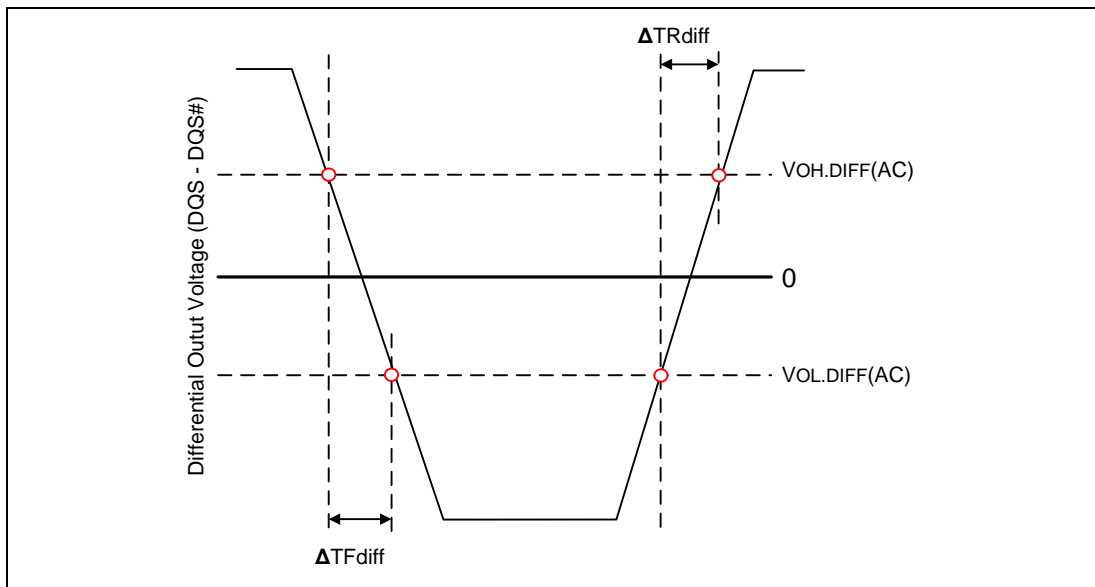 ΔTRdiff
Differential Outut Voltage (DQS - DQS#)
VOH.DIFF(AC)
0
VOL.DIFF(AC)
ΔTFdiff